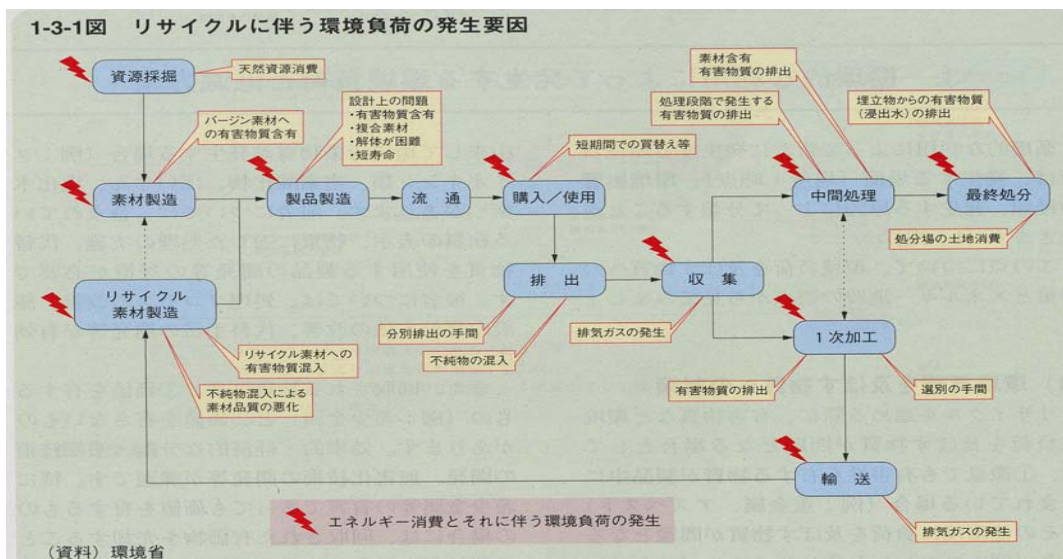 1-3-1図　リサイクルに伴う環境負荷の発生要因
資源採掘
天然資源消費
バージン素材へ
の有害物質含有
設計上の問題
・有害物質含有
・複合素材
・解体が困難
・短寿命
素材含有
有害物質の排出
処理段階で発生する
有害物質の排出
埋立物からの有害物質
（浸出水）の排出
短期間での買替え等
素材製造
製品製造
流　通
購入／使用
中間処理
最終処分
処分場の土地消費
リサイクル
素材製造
排　出
収　集
分別排出の手間
排気ガスの発生
不純物の混入
１次加工
リサイクル素材への
有害物質混入
不純物混入による
素材品質の悪化
有害物質の排出
選別の手間
輸　送
排気ガスの発生
エネルギー消費とそれに伴う環境負荷の発生
（資料）環境省